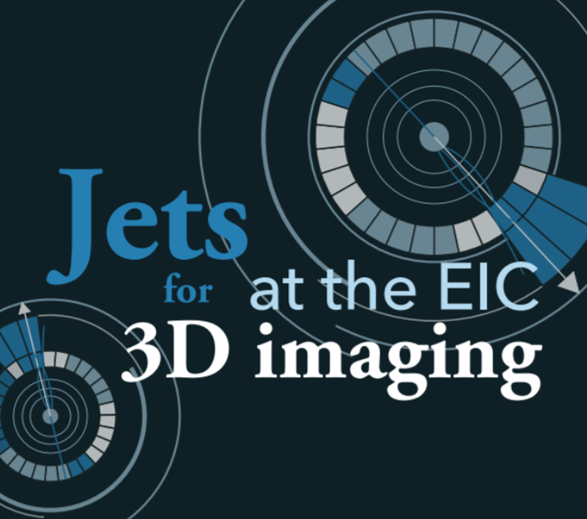 Jets
for at the EIC
3D imaging